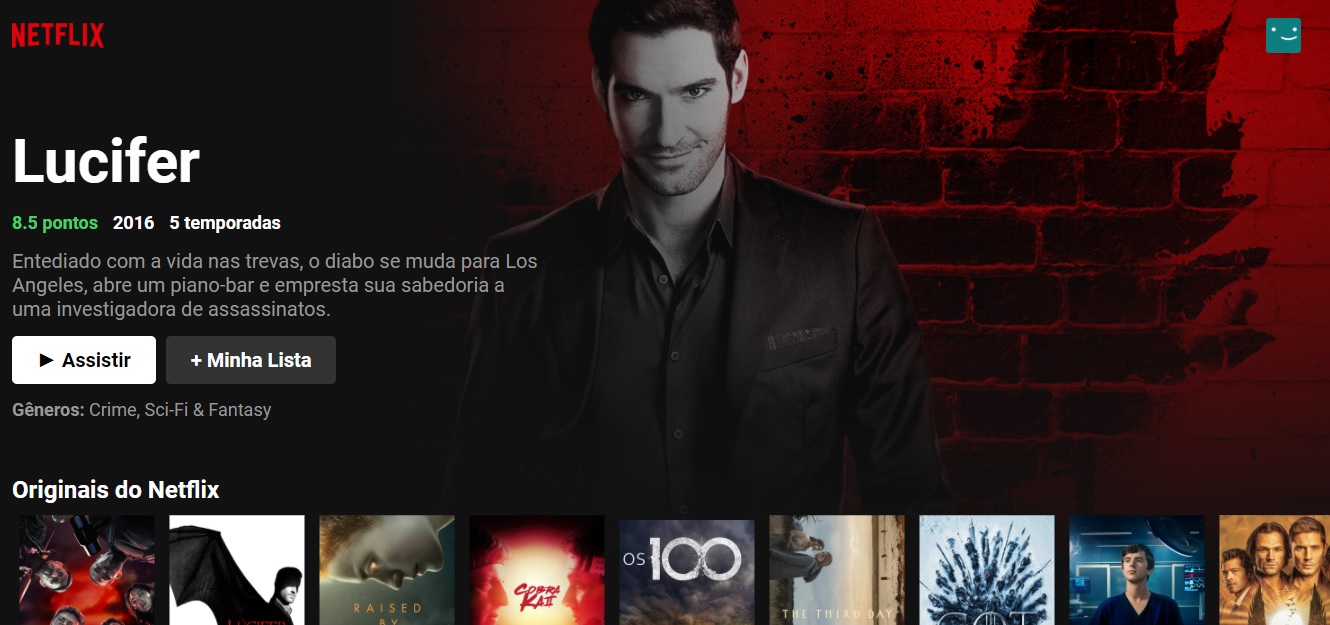 NETFLIX
Lucifer
8.5 pontos 2016 5 temporadas
Entediado com a vida nas trevas, o diabo se muda para Los
Angeles, abre um piano-bar e empresta sua sabedoria a
uma investigadora de assassinatos.
▶ Assistir + Minha Lista
Gêneros: Crime, Sci-Fi & Fantasy
Originais do Netflix
LUCIFER
RAISED
BY
COBRA
KAI
OS 100
THE THIRD DAY
GOT